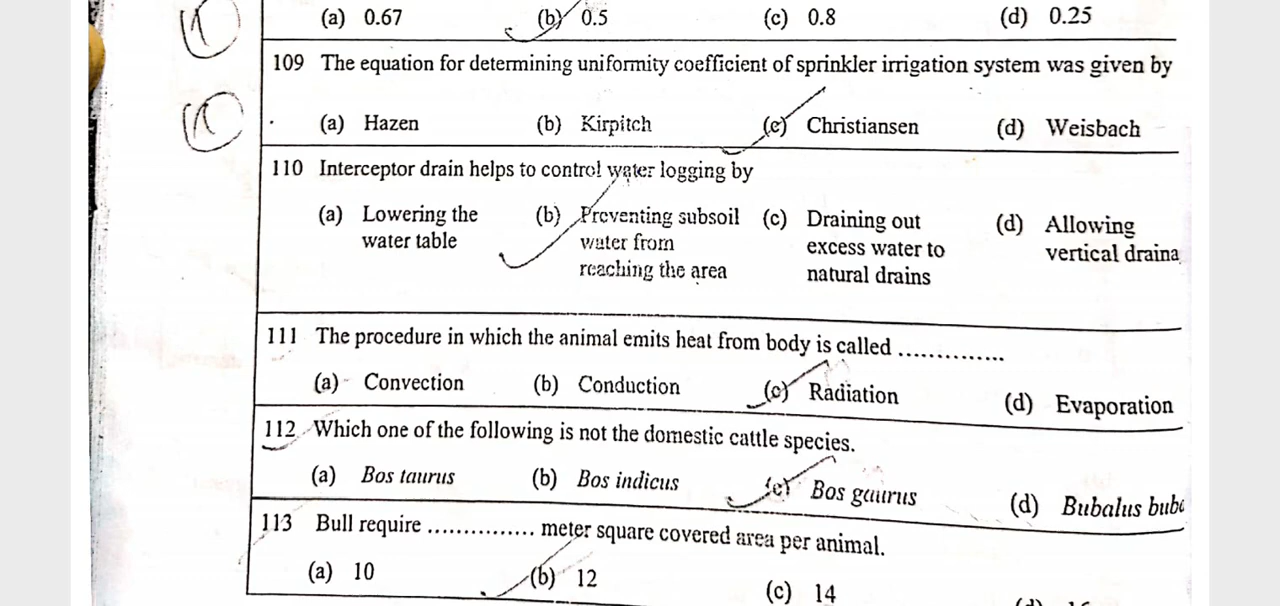 (a) 0.67 (b) 0.5 (c) 0.8 (d) 0.25
109 The equation for determining uniformity coefficient of sprinkler irrigation system was given by
(a) Hazen (b) Kirpitch (c) Christiansen (d) Weisbach
110 Interceptor drain helps to control water logging by
(a) Lowering the water table
(b) Preventing subsoil water from reaching the area
(c) Draining out excess water to natural drains
(d) Allowing vertical draina
111 The procedure in which the animal emits heat from body is called ..............
(a) Convection (b) Conduction (c) Radiation (d) Evaporation
112 Which one of the following is not the domestic cattle species.
(a) Bos taurus (b) Bos indicus (c) Bos gaurus (d) Bubalus buba
113 Bull require .............. meter square covered area per animal.
(a) 10 (b) 12 (c) 14